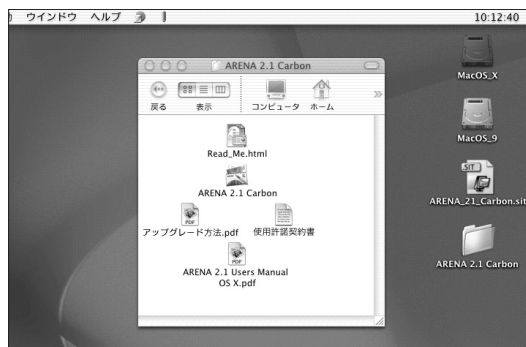 ウインドウ ヘルプ
10:12:40
ARENA 2.1 Carbon
戻る
表示
コンピュータ
ホーム
Read_Me.html
ARENA 2.1 Carbon
アップグレード方法.pdf
使用許諾契約書
ARENA 2.1 Users Manual
OS X.pdf
MacOS_X
MacOS_9
SIT
ARENA_21_Carbon.sit
ARENA 2.1 Carbon